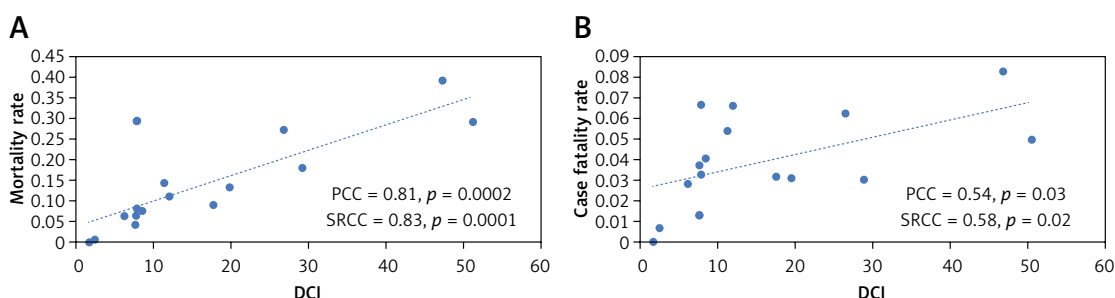 A
Mortality rate
0.45
0.40
0.35
0.30
0.25
0.20
0.15
0.10
0.05
0
0 10 20 30 40 50 60
DCI
PCC = 0.81, p = 0.0002
SRCC = 0.83, p = 0.0001
B
Case fatality rate
0.09
0.08
0.07
0.06
0.05
0.04
0.03
0.02
0.01
0
0 10 20 30 40 50 60
DCI
PCC = 0.54, p = 0.03
SRCC = 0.58, p = 0.02